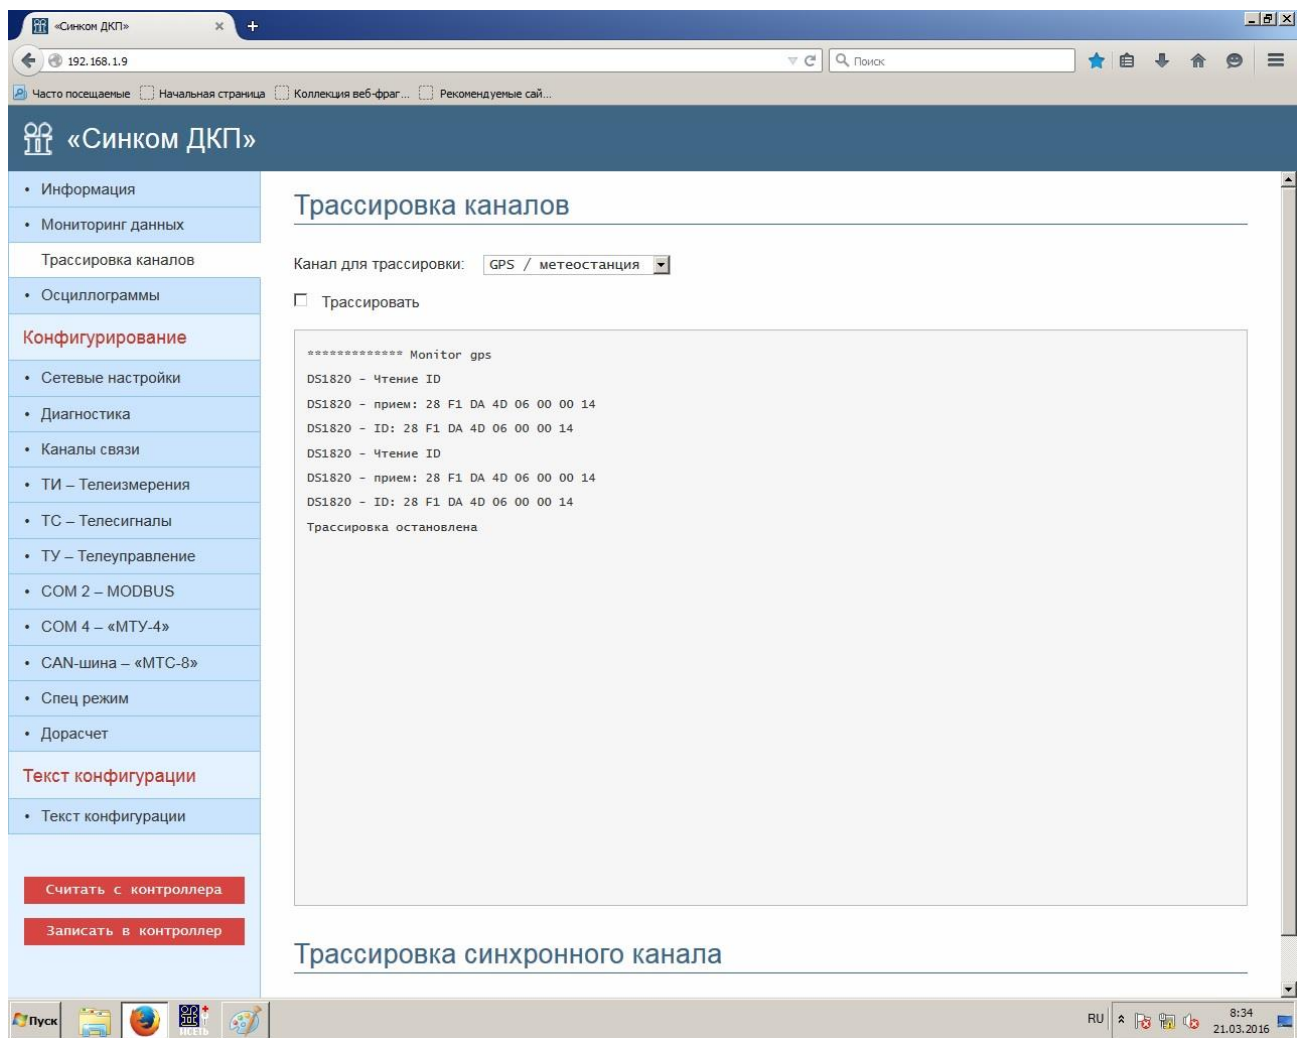 «Синком ДКП»
192.168.1.9
Поиск
Часто посещаемые
Начальная страница
Коллекция веб-фраг...
Рекомендуемые сай...
«Синком ДКП»
Информация
Мониторинг данных
Трассировка каналов
Осциллограммы
Конфигурирование
Сетевые настройки
Диагностика
Каналы связи
ТИ – Телеизмерения
ТС – Телесигналы
ТУ – Телеуправление
COM 2 – MODBUS
COM 4 – «МТУ-4»
CAN-шина – «МТС-8»
Спец режим
Дорасчет
Текст конфигурации
Текст конфигурации
Считать с контроллера
Записать в контроллер
Трассировка каналов
Канал для трассировки: GPS / метеостанция
Трассировать
************* Monitor gps
DS1820 - Чтение ID
DS1820 - прием: 28 F1 DA 4D 06 00 00 14
DS1820 - ID: 28 F1 DA 4D 06 00 00 14
DS1820 - Чтение ID
DS1820 - прием: 28 F1 DA 4D 06 00 00 14
DS1820 - ID: 28 F1 DA 4D 06 00 00 14
Трассировка остановлена
Трассировка синхронного канала
Пуск
RU
8:34
21.03.2016